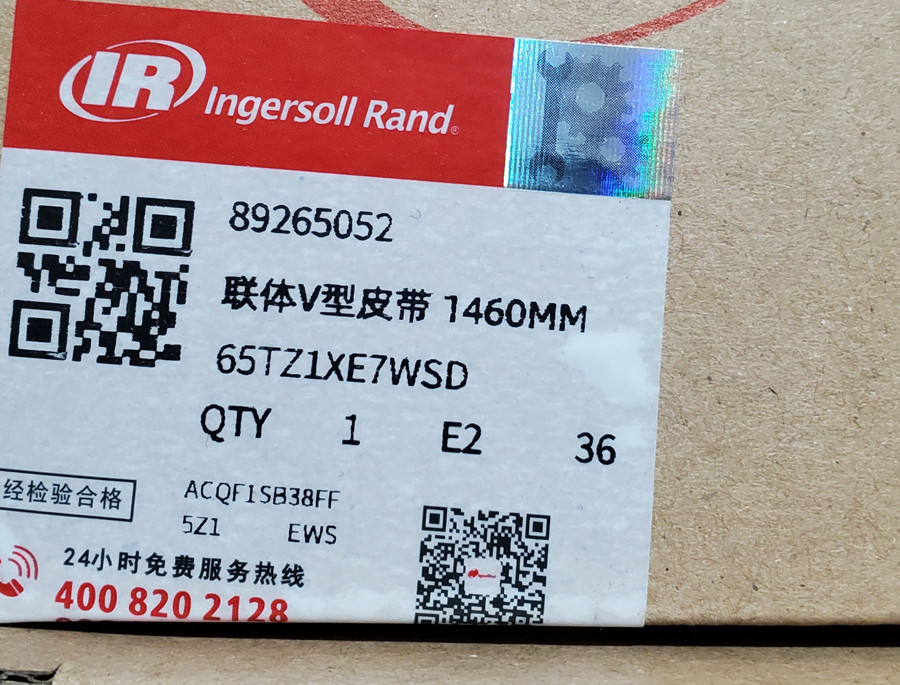 IR Ingersoll Rand®
89265052
联体V型皮带 1460MM
65TZ1XE7WSD
QTY 1 E2 36
经检验合格
ACQF1SB38FF
5Z1 EWS
24小时免费服务热线
400 820 2128